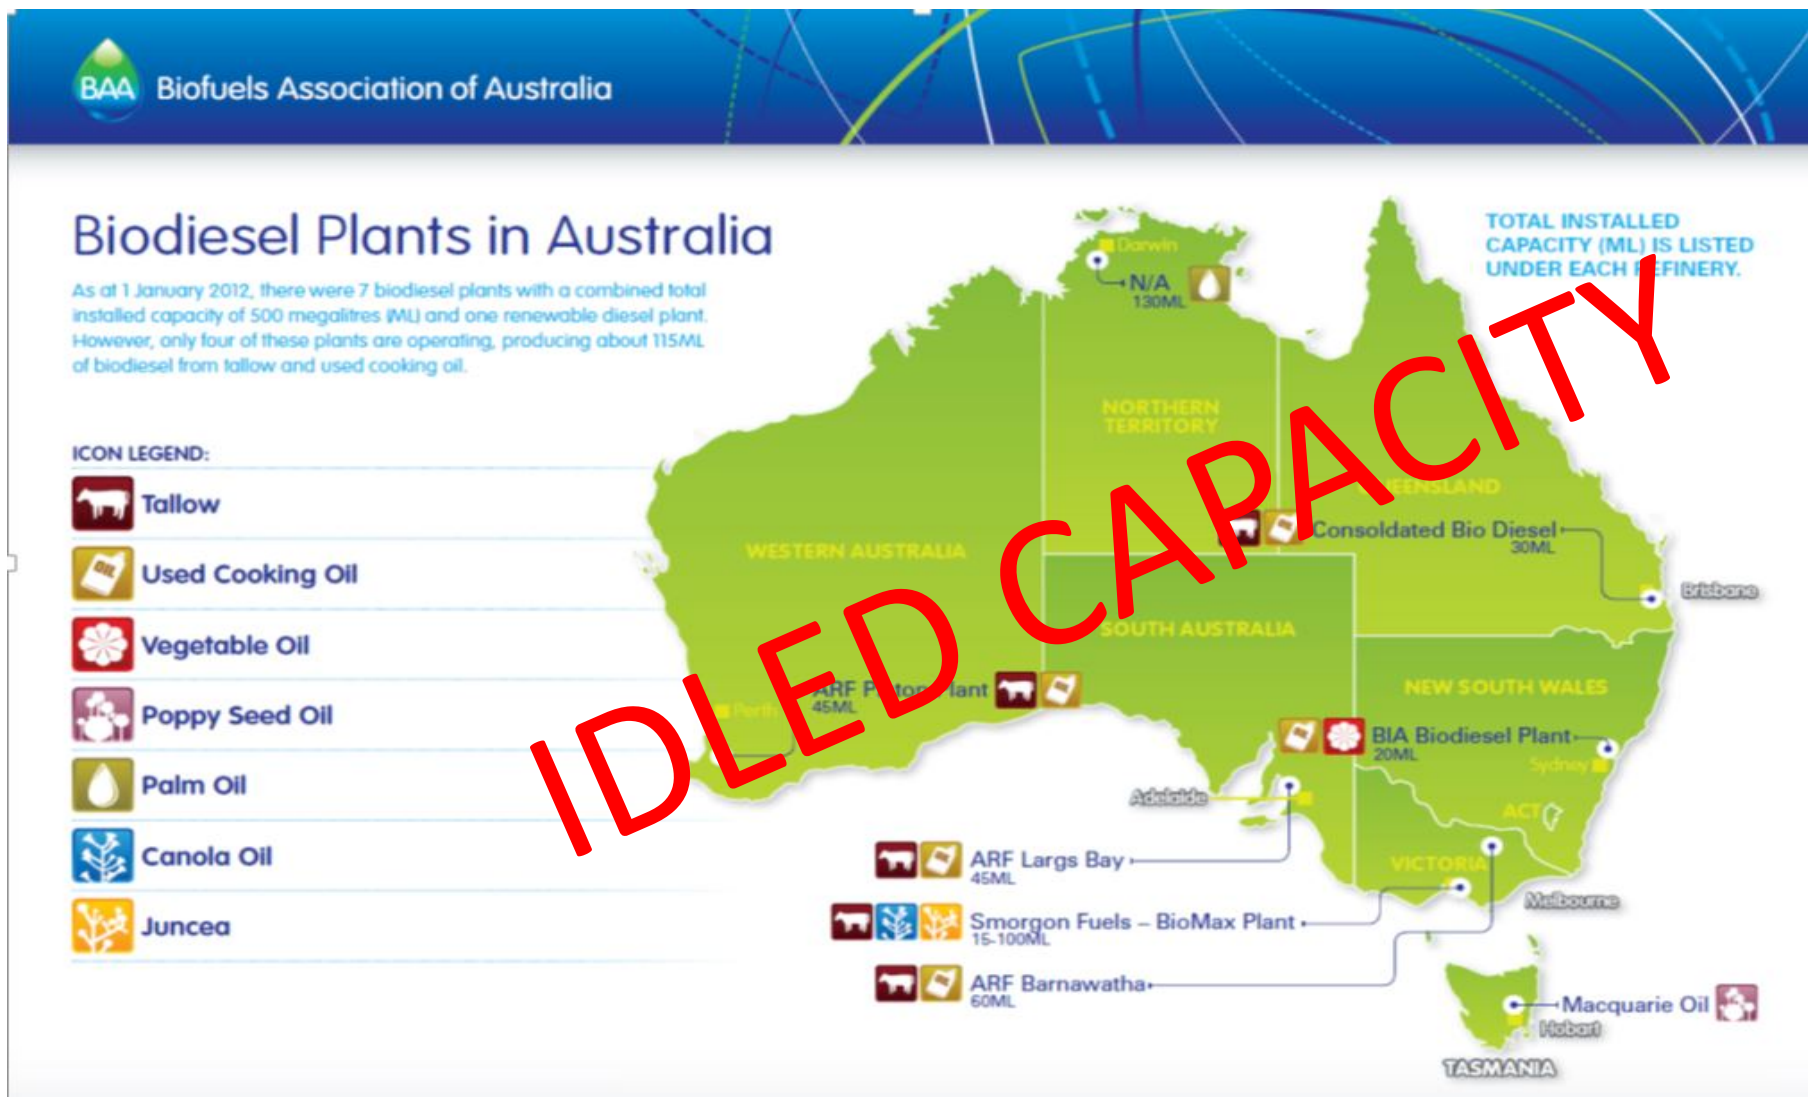 BAA Biofuels Association of Australia
Biodiesel Plants in Australia
As at 1 January 2012, there were 7 biodiesel plants with a combined total
installed capacity of 500 megalitres (ML) and one renewable diesel plant.
However, only four of these plants are operating, producing about 115ML
of biodiesel from tallow and used cooking oil.
TOTAL INSTALLED
CAPACITY (ML) IS LISTED
UNDER EACH REFINERY.
ICON LEGEND:
Tallow
OIL
Used Cooking Oil
Vegetable Oil
Poppy Seed Oil
Palm Oil
Canola Oil
Juncea
IDLED CAPACITY
Darwin
N/A
130ML
NORTHERN
TERRITORY
QUEENSLAND
Consoldated Bio Diesel
30ML
Brisbane
WESTERN AUSTRALIA
SOUTH AUSTRALIA
ARF Picton Plant
45ML
Perth
NEW SOUTH WALES
BIA Biodiesel Plant
20ML
Sydney
Adelaide
ACT
ARF Largs Bay
45ML
VICTORIA
Melbourne
Smorgon Fuels – BioMax Plant
15-100ML
ARF Barnawatha
60ML
Macquarie Oil
Hobart
TASMANIA